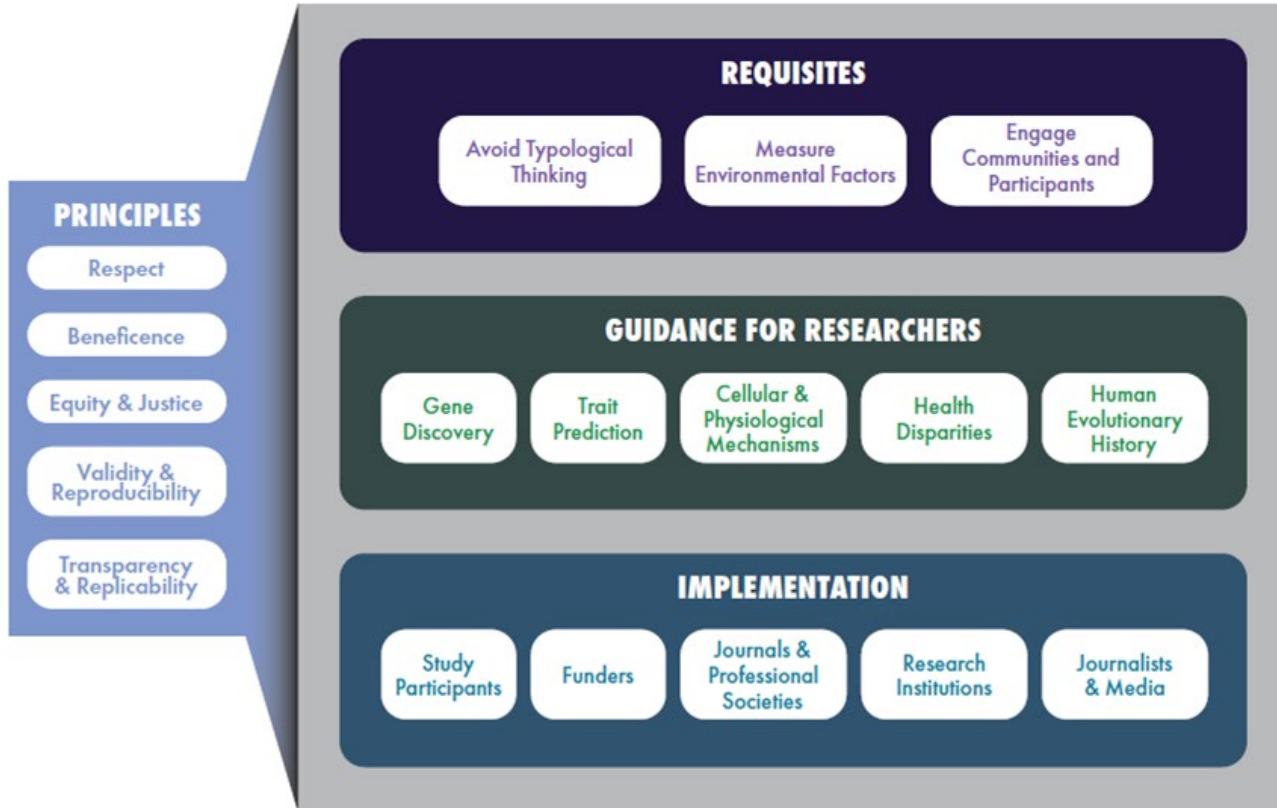 PRINCIPLES
Respect
Beneficence
Equity & Justice
Validity &
Reproducibility
Transparency
& Replicability
REQUISITES
Avoid Typological
Thinking
Measure
Environmental Factors
Engage
Communities and
Participants
GUIDANCE FOR RESEARCHERS
Gene
Discovery
Trait
Prediction
Cellular &
Physiological
Mechanisms
Health
Disparities
Human
Evolutionary
History
IMPLEMENTATION
Study
Participants
Funders
Journals &
Professional
Societies
Research
Institutions
Journalists
& Media